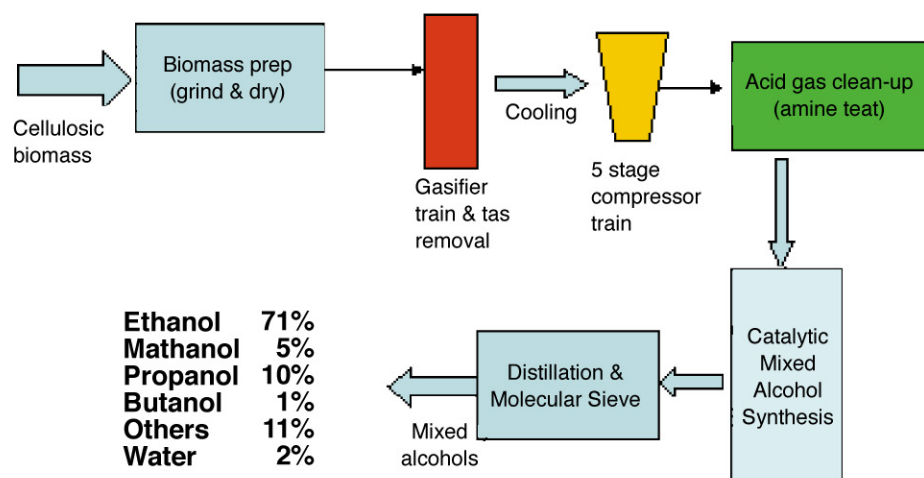 Biomass prep
(grind & dry)
Cellulosic
biomass
Gasifier
train & tas
removal
Cooling
5 stage
compressor
train
Acid gas clean-up
(amine teat)
Catalytic
Mixed
Alcohol
Synthesis
Distillation &
Molecular Sieve
Mixed
alcohols
Ethanol 71%
Mathanol 5%
Propanol 10%
Butanol 1%
Others 11%
Water 2%